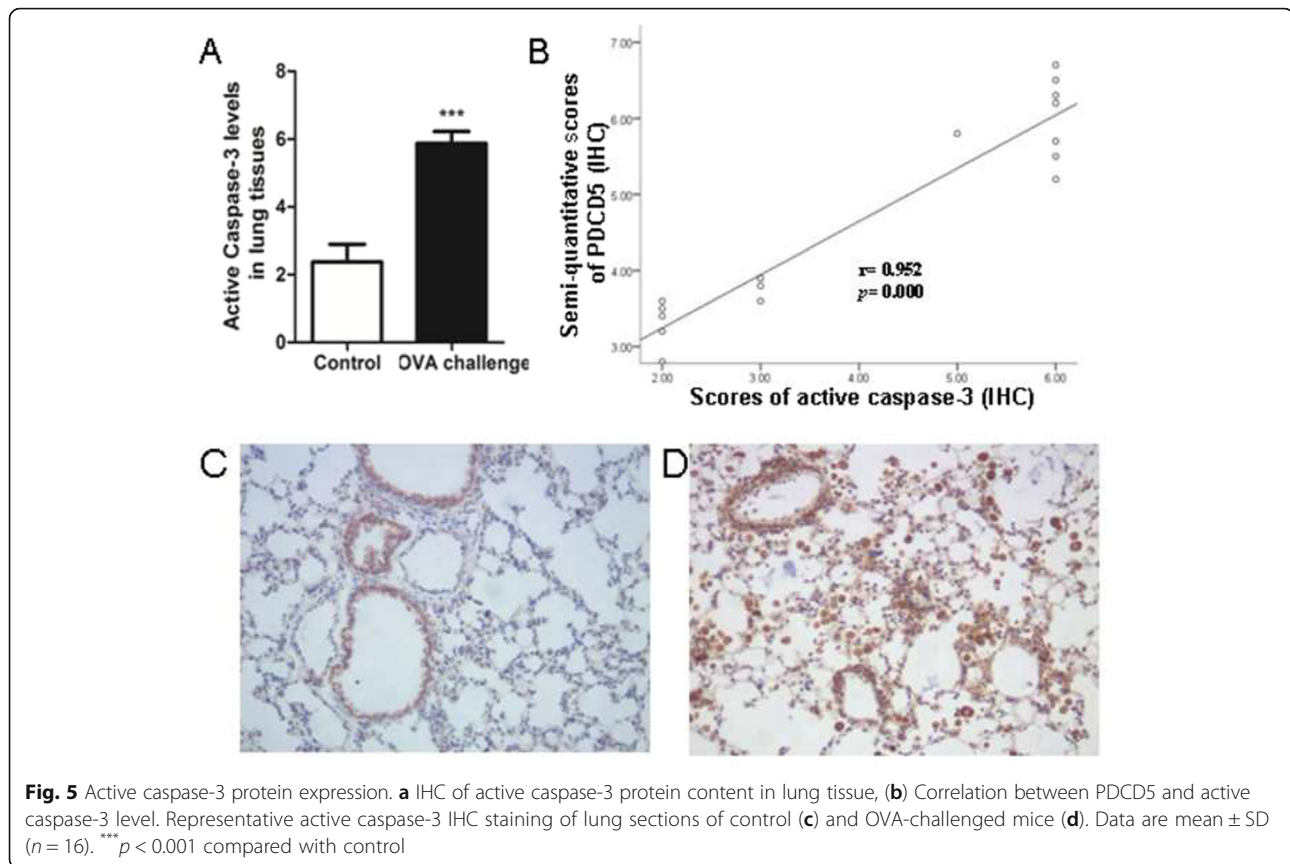 A
Active Caspase-3 levels
in lung tissues
8
6
4
2
0
***
Control
OVA challenge
B
Semi-quantitative scores
of PDCD5 (IHC)
7.00
6.00
5.00
4.00
3.00
r= 0.952
p= 0.000
2.00 3.00 4.00 5.00 6.00
Scores of active caspase-3 (IHC)
C
D
Fig. 5 Active caspase-3 protein expression. a IHC of active caspase-3 protein content in lung tissue, (b) Correlation between PDCD5 and active
caspase-3 level. Representative active caspase-3 IHC staining of lung sections of control (c) and OVA-challenged mice (d). Data are mean ± SD
(n = 16). ***p < 0.001 compared with control